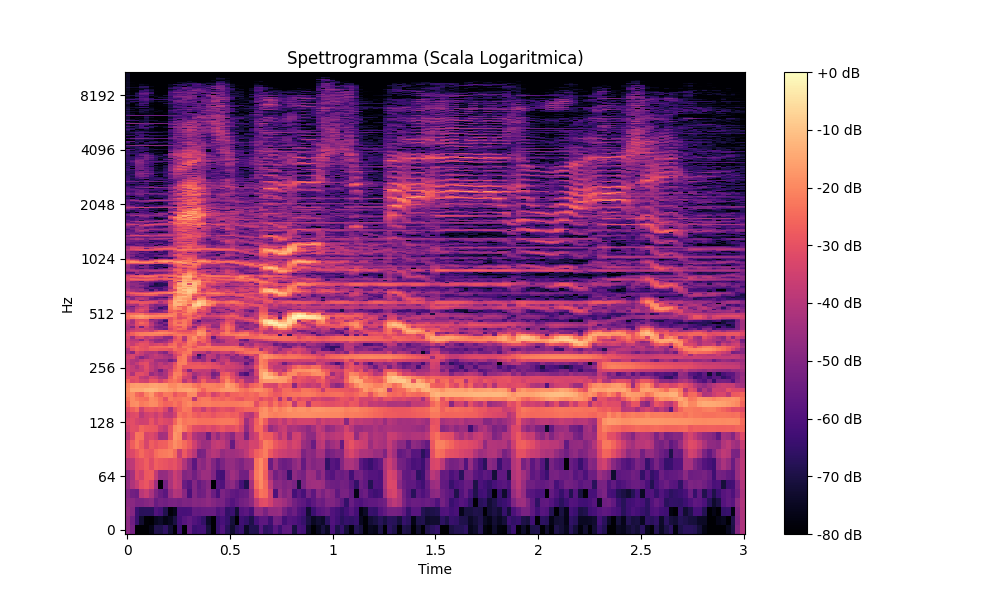 Spettrogramma (Scala Logaritmica)
8192
4096
2048
1024
512
256
128
64
0
Hz
0
0.5
1
1.5
2
2.5
3
Time
+0 dB
-10 dB
-20 dB
-30 dB
-40 dB
-50 dB
-60 dB
-70 dB
-80 dB